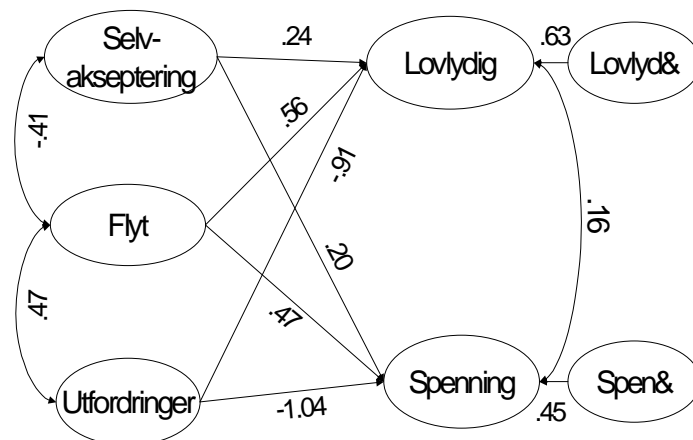 Selv-
akseptering
.24
Lovlydig
.63
Lovlyd&
-.41
.56
-.91
Flyt
.16
.20
.47
.47
Utfordringer
-1.04
Spenning
.45
Spen&